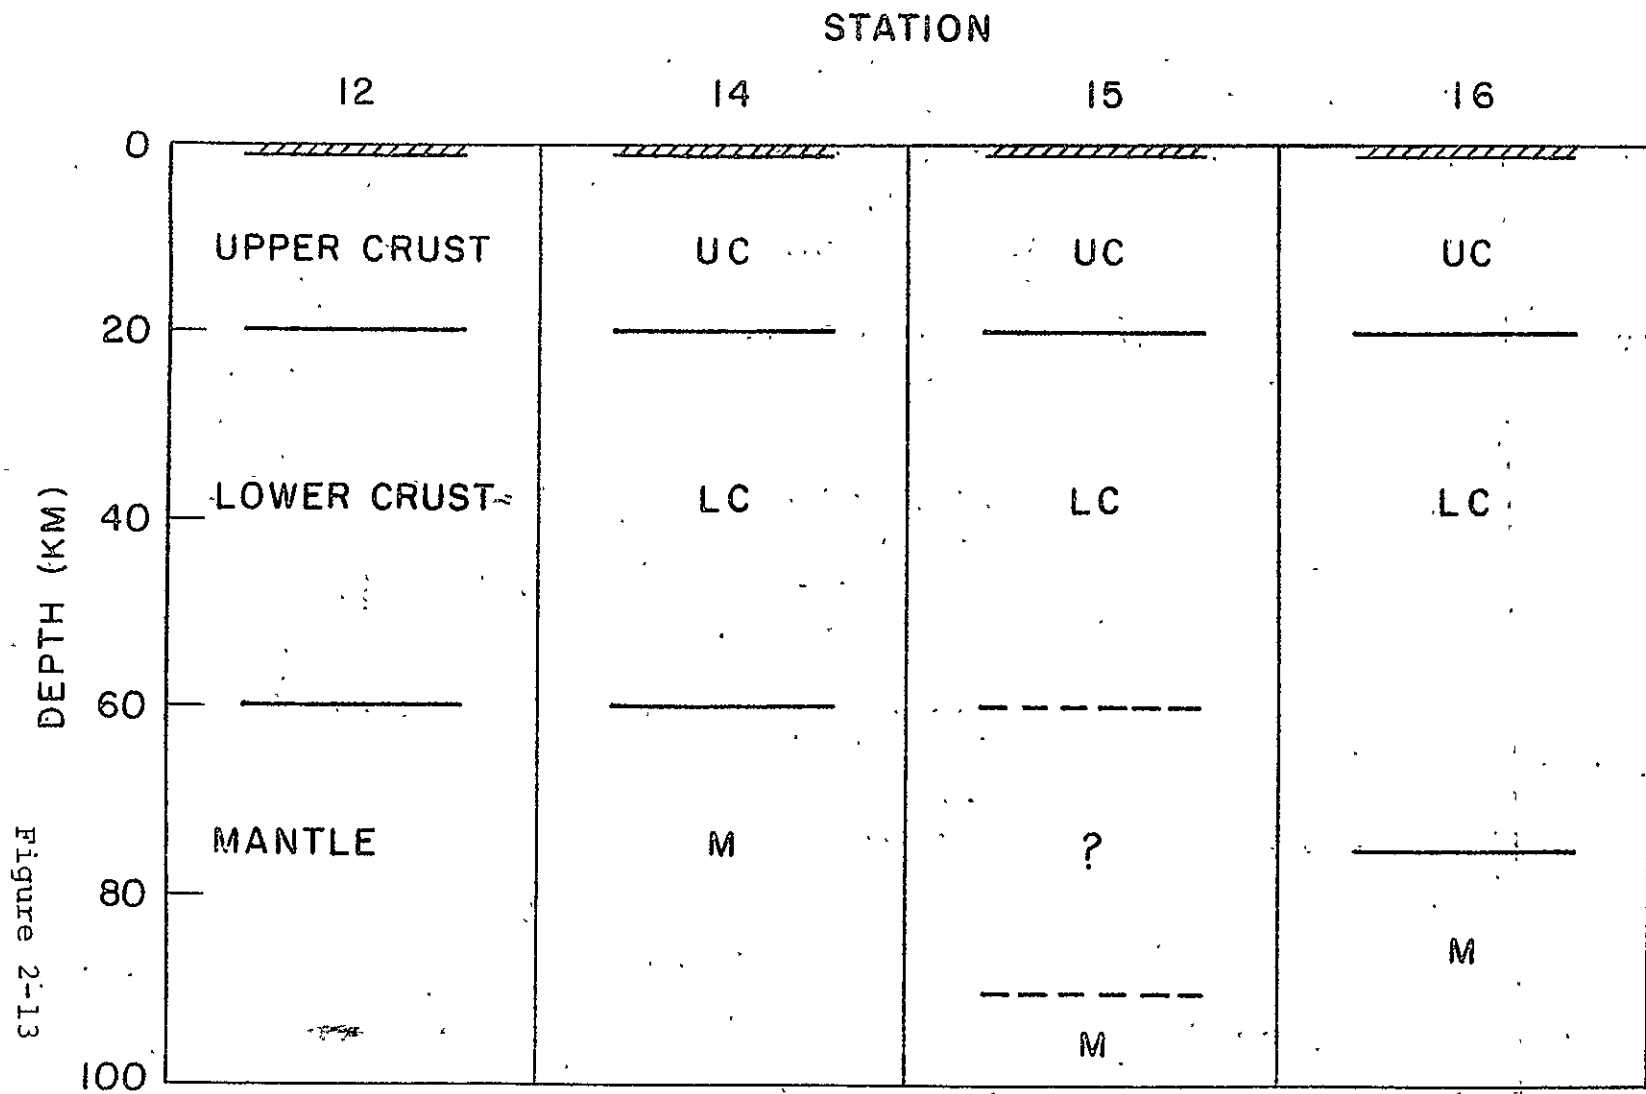 STATION
12 14 15 16
0
UPPER CRUST UC UC UC
20
LOWER CRUST LC LC LC
40
60
MANTLE M ? M
80
M
100
DEPTH (KM)
Figure 2-13